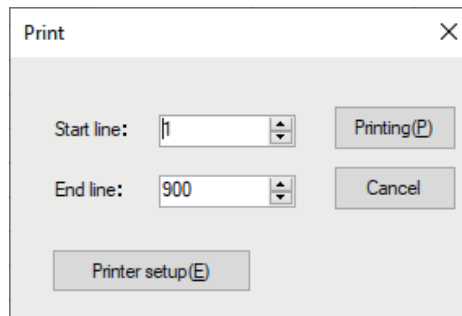 Print
Start line: 1 Printing(P)
End line: 900 Cancel
Printer setup(E)